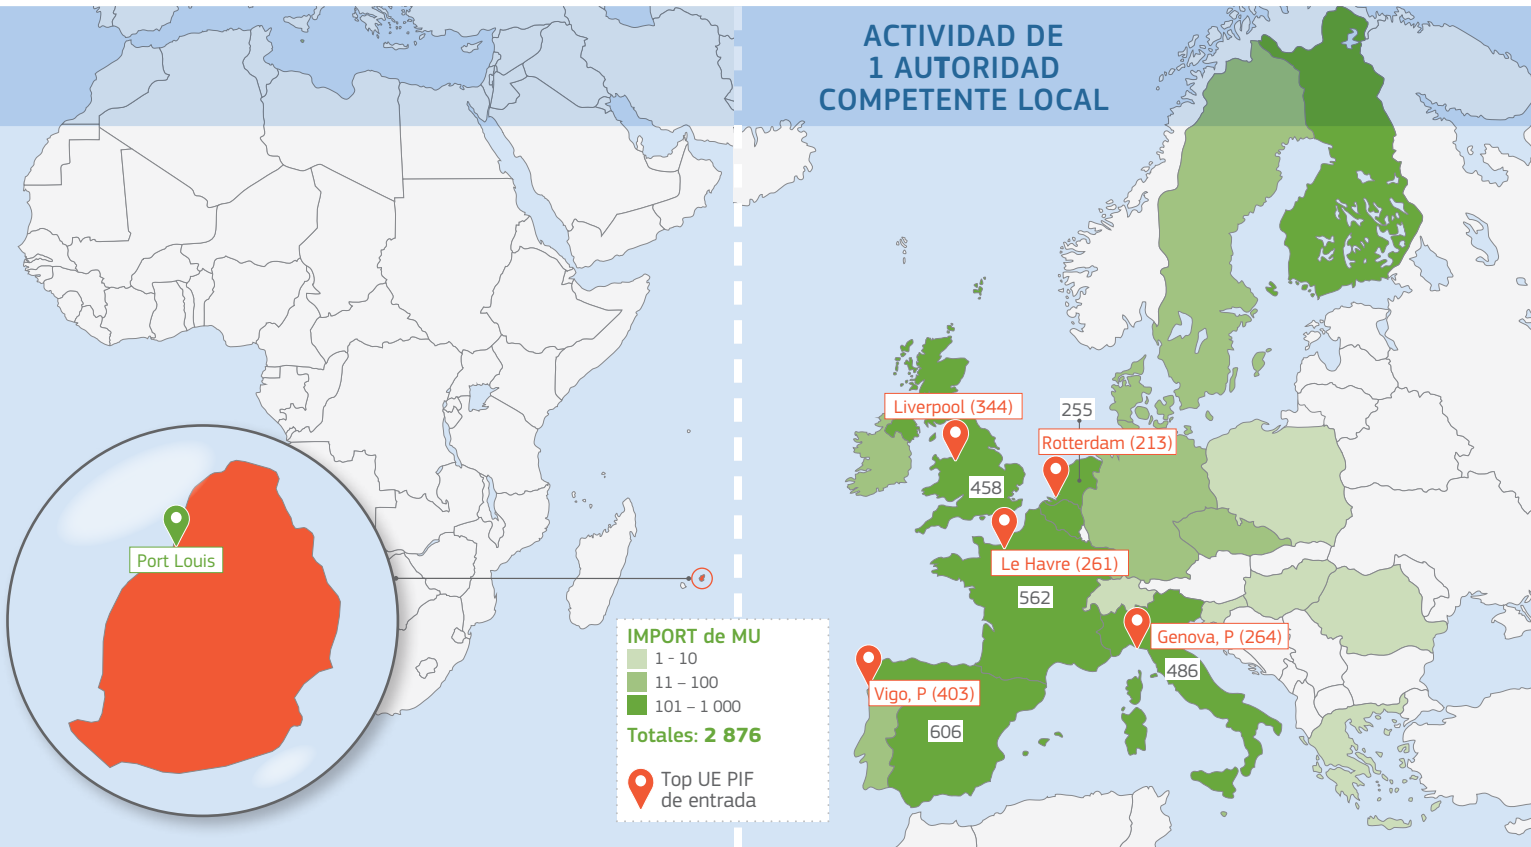 ACTIVIDAD DE
1 AUTORIDAD
COMPETENTE LOCAL
Liverpool (344)
255
Rotterdam (213)
458
Le Havre (261)
562
Genova, P (264)
486
Vigo, P (403)
606
Port Louis
IMPORT de MU
1 - 10
11 – 100
101 – 1 000
Totales: 2 876
Top UE PIF
de entrada